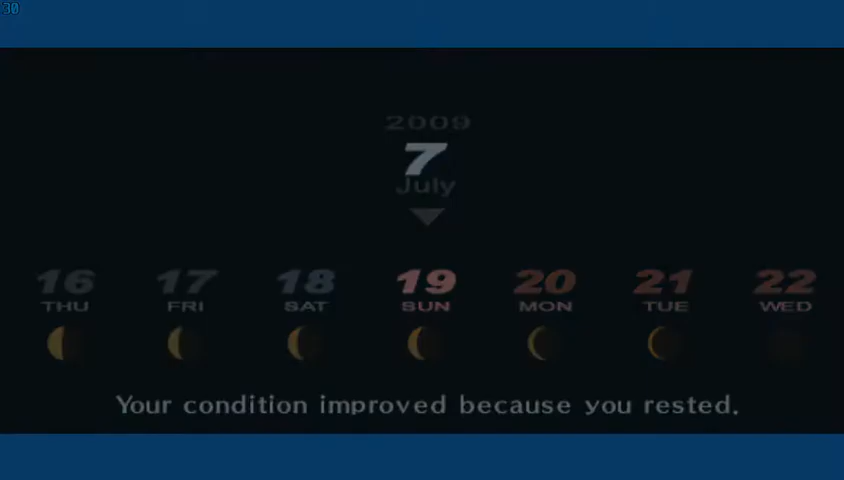 30
2009
7
July
16 17 18 19 20 21 22
THU FRI SAT SUN MON TUE WED
Your condition improved because you rested.